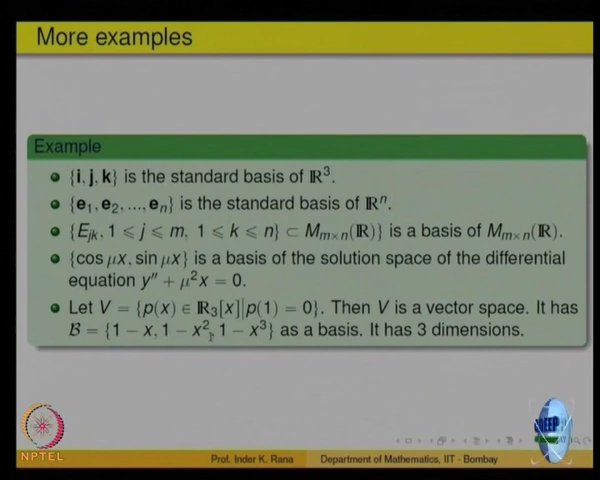 More examples
Example
{i, j, k} is the standard basis of ℝ³.
{e₁, e₂, ..., eₙ} is the standard basis of ℝⁿ.
{Eⱼₖ, 1 ⩽ j ⩽ m, 1 ⩽ k ⩽ n} ⊂ Mₘ×ₙ(ℝ)} is a basis of Mₘ×ₙ(ℝ).
{cos μx, sin μx} is a basis of the solution space of the differential
equation y″ + μ²x = 0.
Let V = {p(x) ∈ ℝ₃[x]|p(1) = 0}. Then V is a vector space. It has
ℬ = {1 − x, 1 − x², 1 − x³} as a basis. It has 3 dimensions.
NPTEL
Prof. Inder K. Rana Department of Mathematics, IIT - Bombay